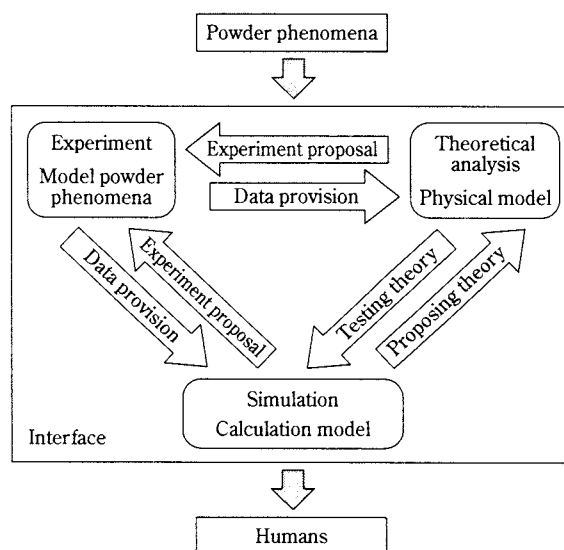 Powder phenomena
Experiment
Model powder
phenomena
Experiment proposal
Data provision
Theoretical
analysis
Physical model
Data provision
Experiment proposal
Testing theory
Proposing theory
Simulation
Calculation model
Interface
Humans